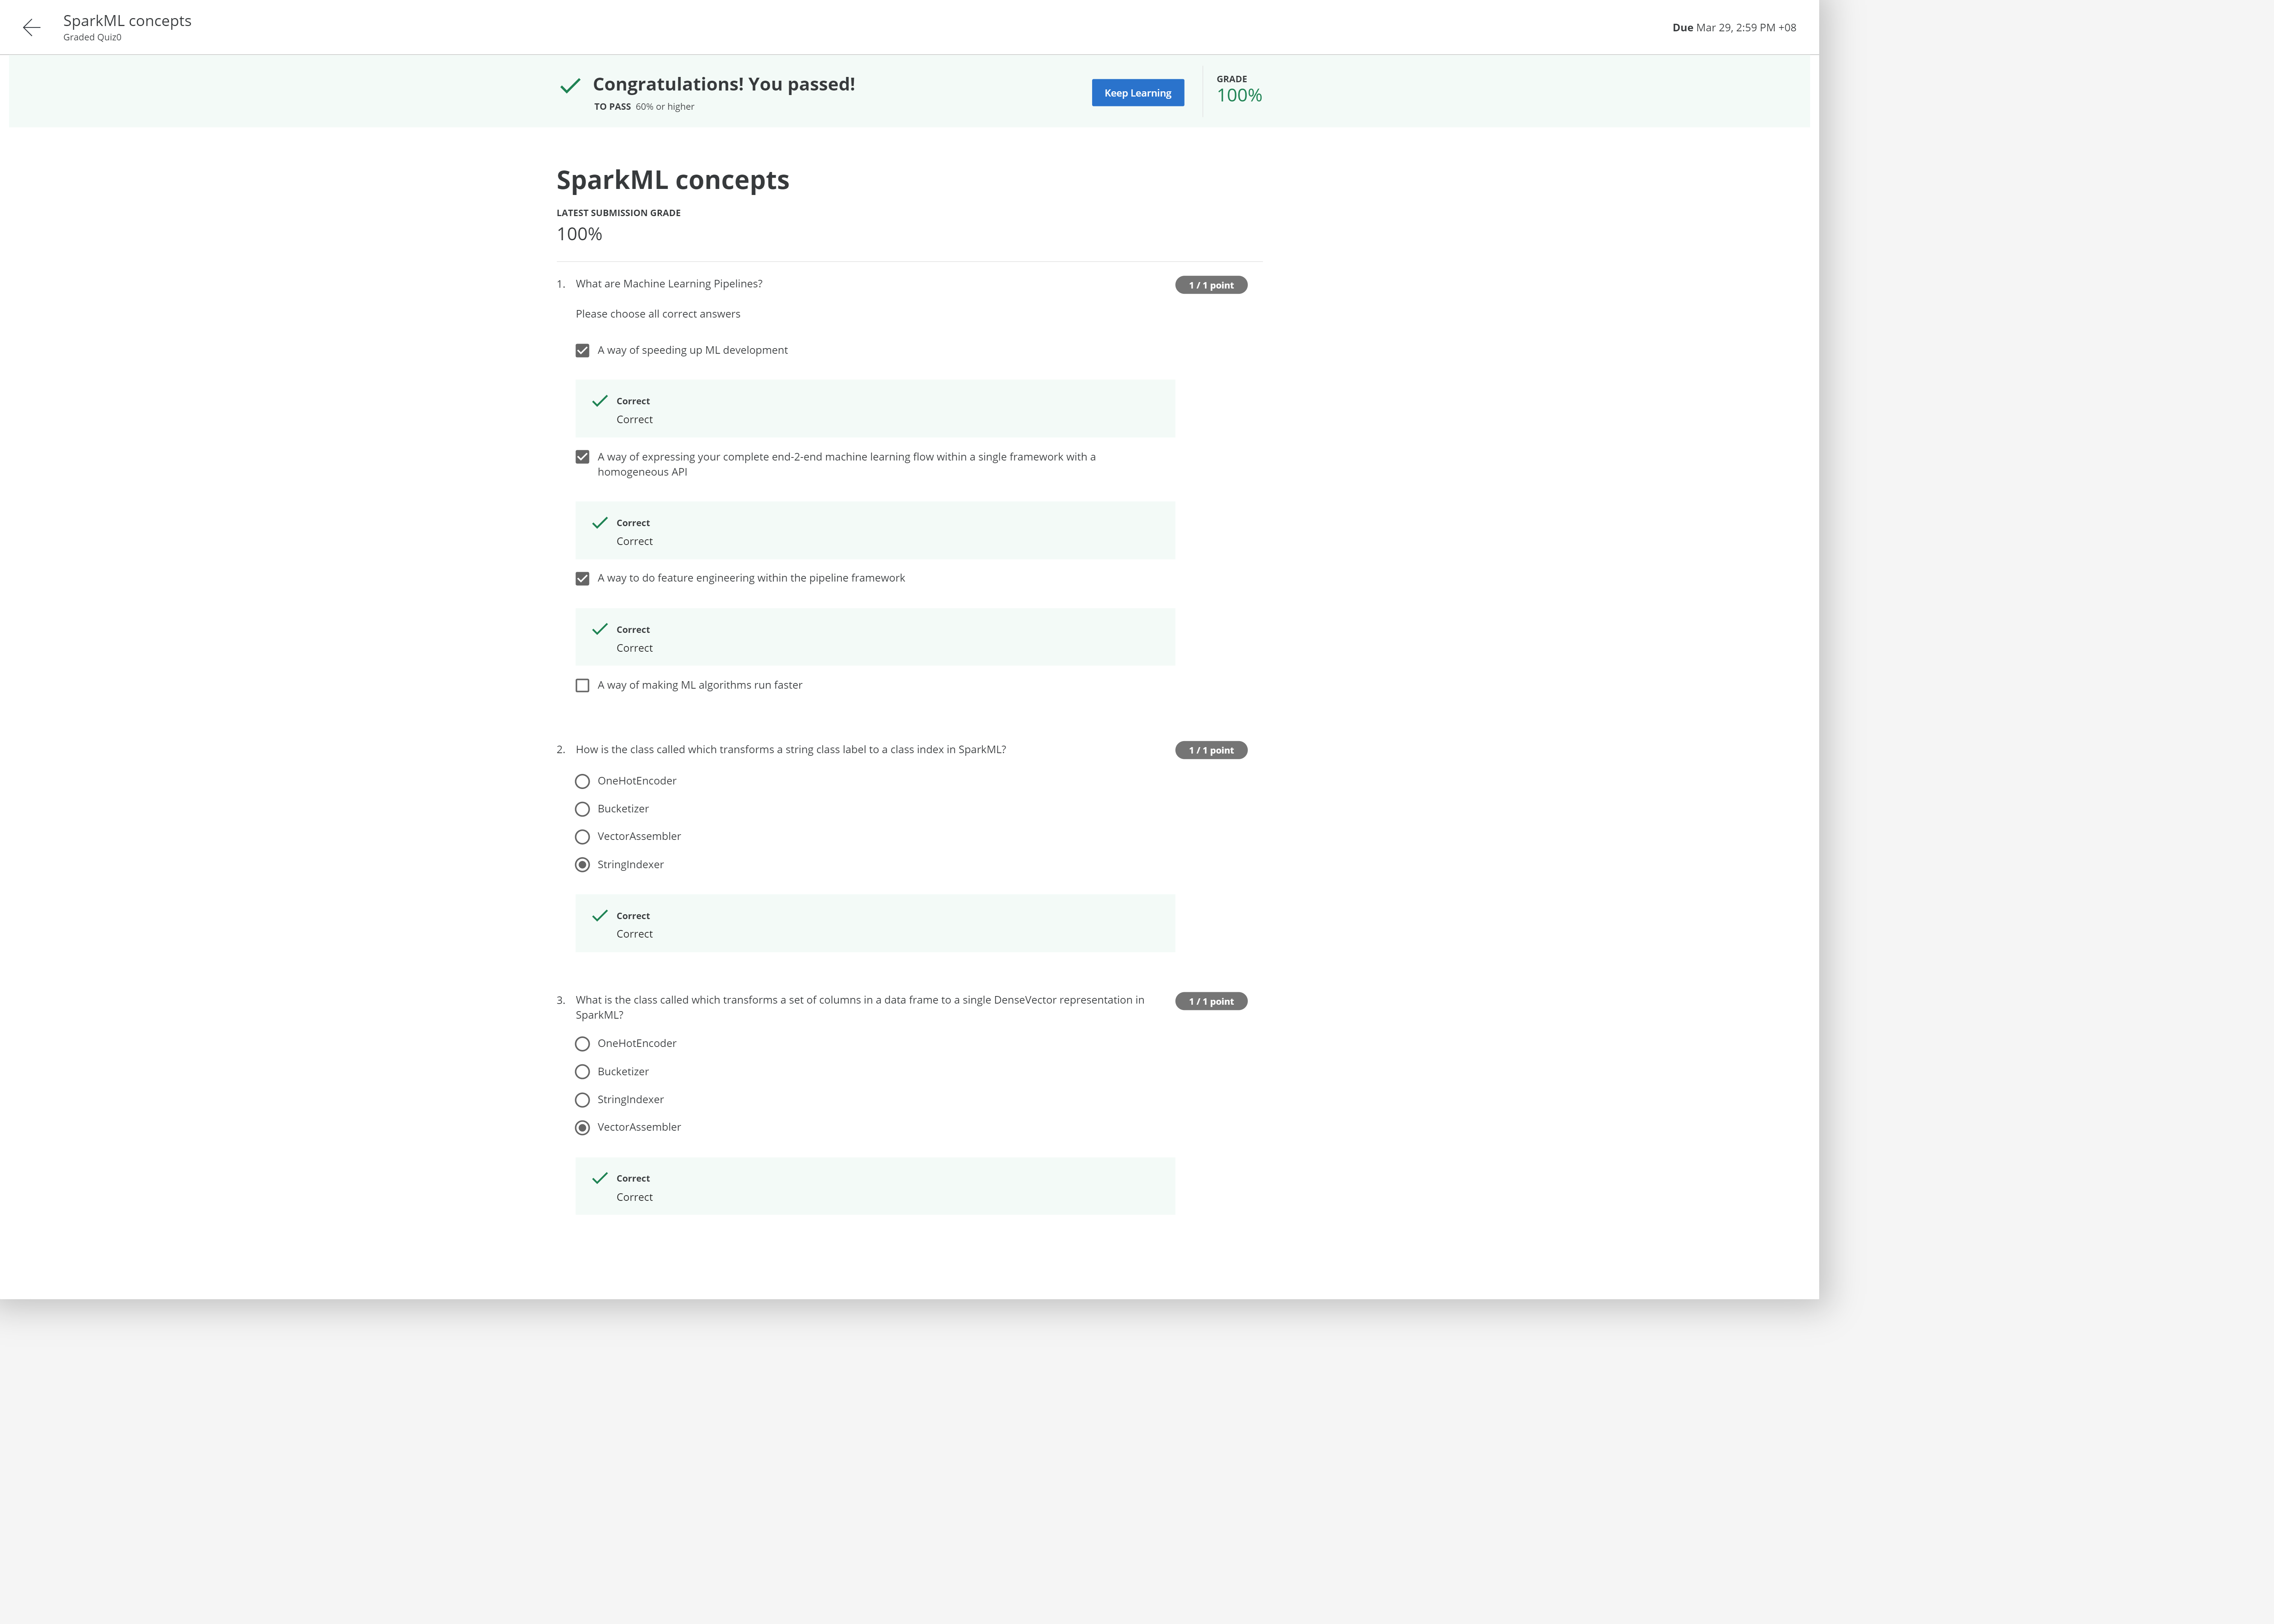 SparkML concepts
Graded Quiz0
Due Mar 29, 2:59 PM +08
Congratulations! You passed!
TO PASS 60% or higher
Keep Learning
GRADE
100%
SparkML concepts
LATEST SUBMISSION GRADE
100%
1. What are Machine Learning Pipelines?
1 / 1 point
Please choose all correct answers
A way of speeding up ML development
Correct
Correct
A way of expressing your complete end-2-end machine learning flow within a single framework with a
homogeneous API
Correct
Correct
A way to do feature engineering within the pipeline framework
Correct
Correct
A way of making ML algorithms run faster
2. How is the class called which transforms a string class label to a class index in SparkML?
1 / 1 point
OneHotEncoder
Bucketizer
VectorAssembler
StringIndexer
Correct
Correct
3. What is the class called which transforms a set of columns in a data frame to a single DenseVector representation in
SparkML?
1 / 1 point
OneHotEncoder
Bucketizer
StringIndexer
VectorAssembler
Correct
Correct